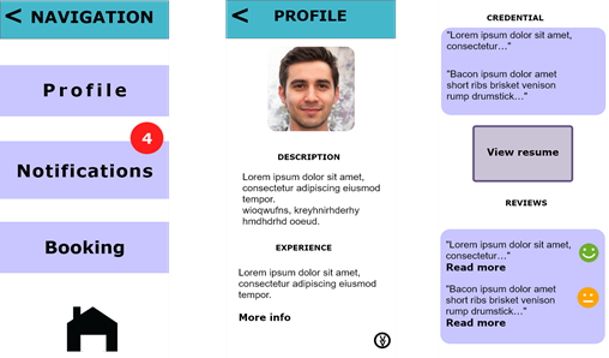 < NAVIGATION
Profile
4
Notifications
Booking
< PROFILE
DESCRIPTION
Lorem ipsum dolor sit amet,
consectetur adipiscing eiusmod
tempor.
wioqwufns, kreyhnirhderhy
hmdhdrhd ooeud.
EXPERIENCE
Lorem ipsum dolor sit amet,
consectetur adipiscing eiusmod
tempor.
More info
CREDENTIAL
"Lorem ipsum dolor sit amet,
consectetur…"
"Bacon ipsum dolor amet
short ribs brisket venison
rump drumstick…"
View resume
REVIEWS
"Lorem ipsum dolor sit amet,
consectetur…"
Read more
"Bacon ipsum dolor amet
short ribs brisket venison
rump drumstick…"
Read more